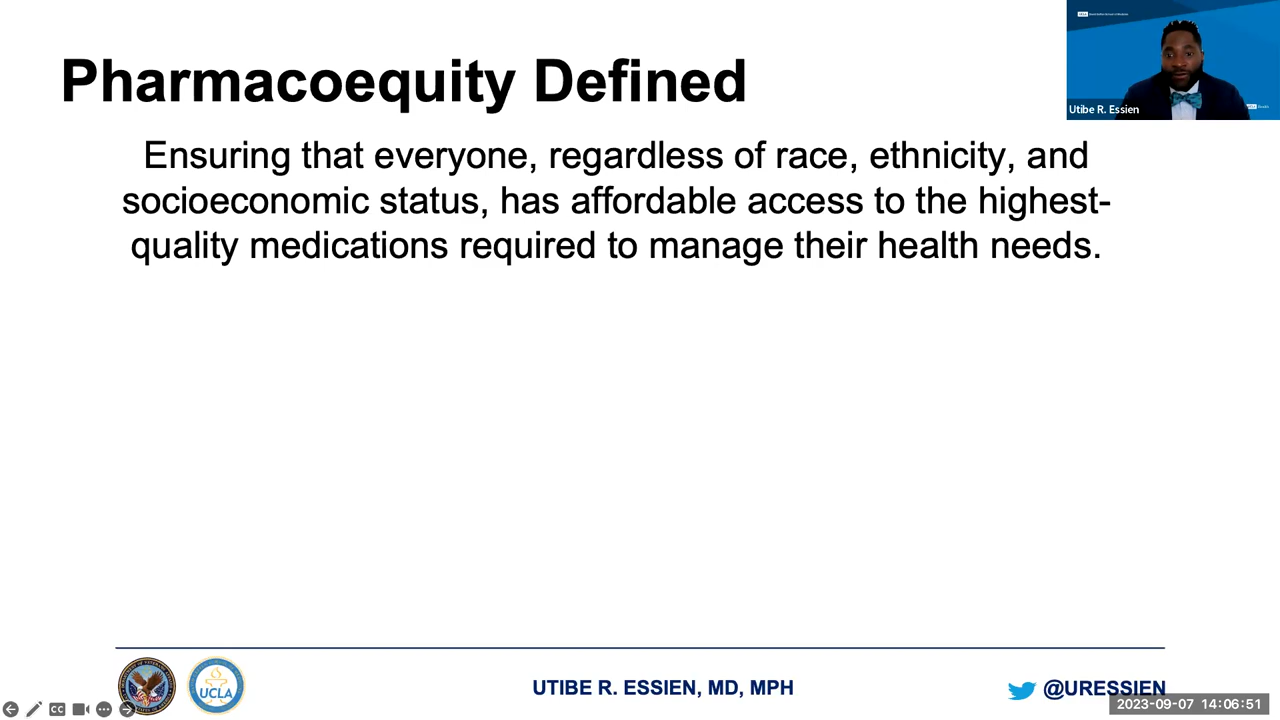 Pharmacoequity Defined
Utibe R. Essien
Ensuring that everyone, regardless of race, ethnicity, and
socioeconomic status, has affordable access to the highest-
quality medications required to manage their health needs.
UCLA
UTIBE R. ESSIEN, MD, MPH
@URESSIEN
CC
2023-09-07 14:06:51